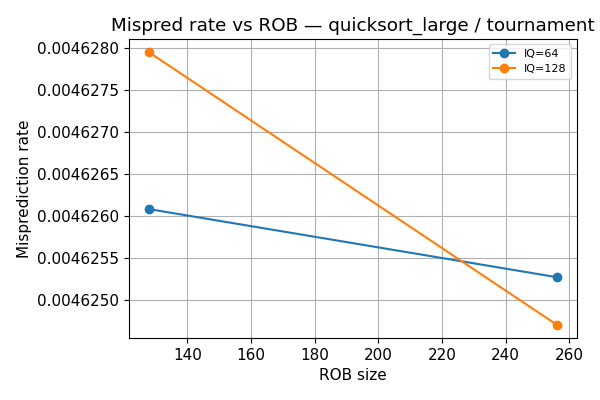 Mispred rate vs ROB — quicksort_large / tournament
Misprediction rate
0.0046280
0.0046275
0.0046270
0.0046265
0.0046260
0.0046255
0.0046250
IQ=64
IQ=128
140 160 180 200 220 240 260
ROB size